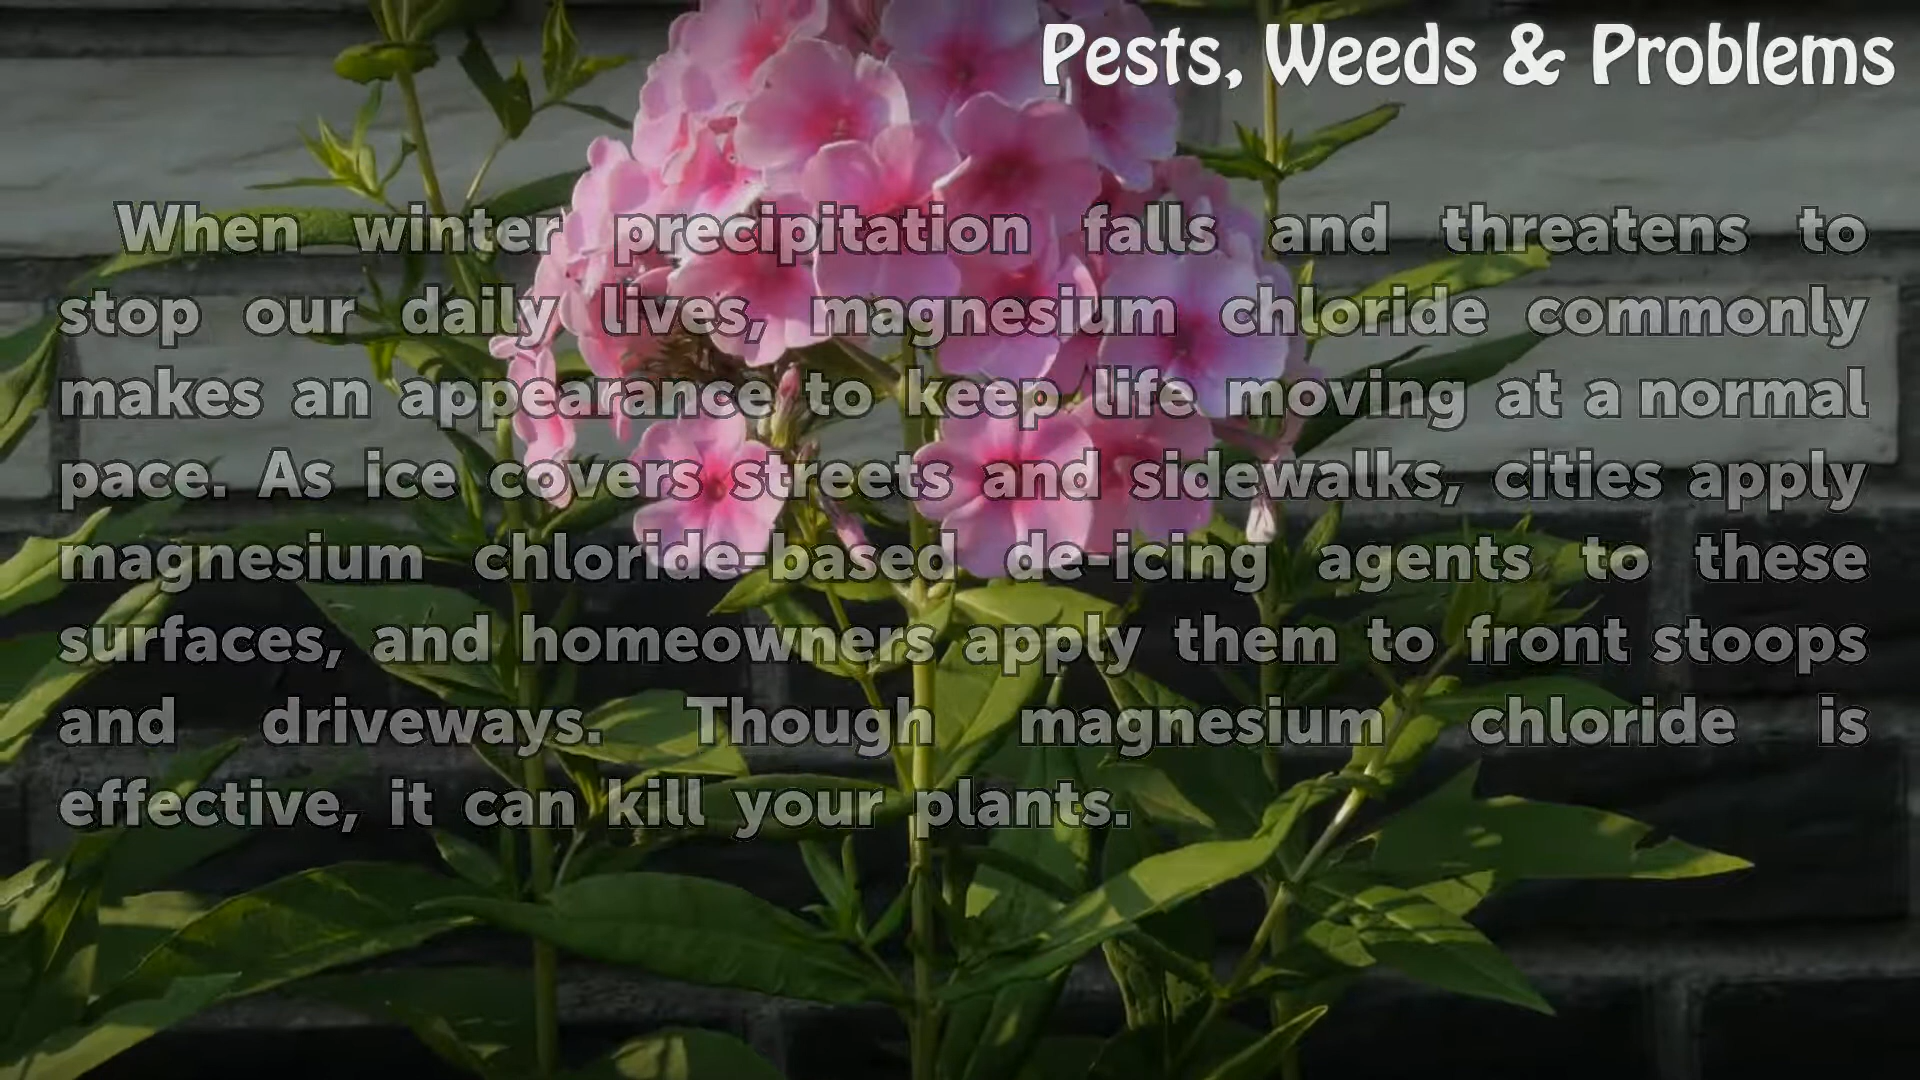 Pests, Weeds & Problems
When winter precipitation falls and threatens to
stop our daily lives, magnesium chloride commonly
makes an appearance to keep life moving at a normal
pace. As ice covers streets and sidewalks, cities apply
magnesium chloride-based de-icing agents to these
surfaces, and homeowners apply them to front stoops
and driveways. Though magnesium chloride is
effective, it can kill your plants.